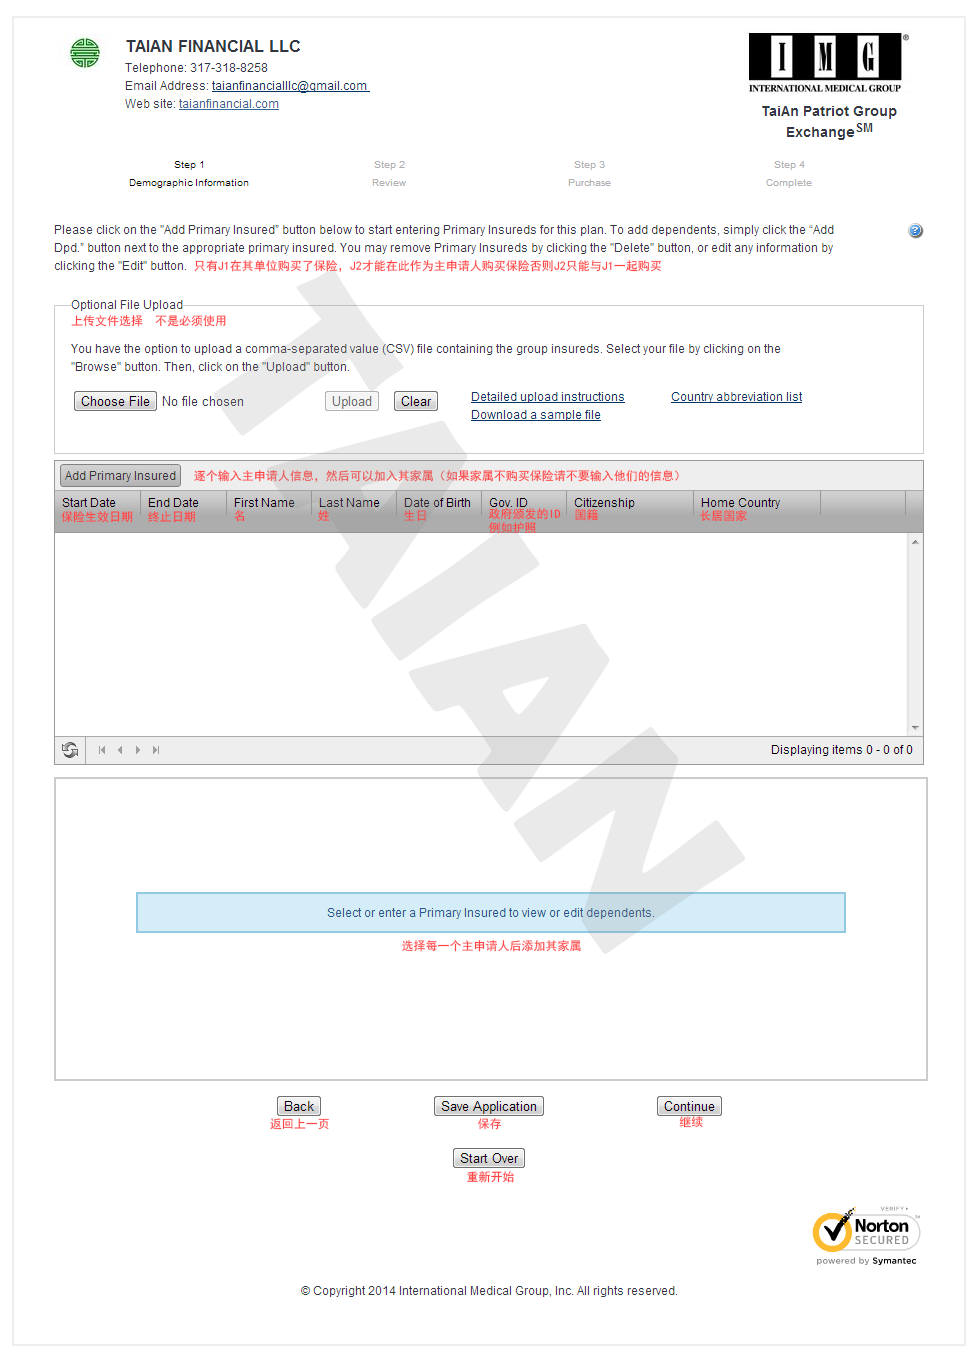 TAIAN FINANCIAL LLC
Telephone: 317-318-8258
Email Address: taianfinancialllc@gmail.com
Web site: taianfinancial.com
I M G ®
INTERNATIONAL MEDICAL GROUP
TaiAn Patriot Group
Exchange SM
Step 1 Step 2 Step 3 Step 4
Demographic Information Review Purchase Complete
Please click on the "Add Primary Insured" button below to start entering Primary Insureds for this plan. To add dependents, simply click the “Add
Dpd.” button next to the appropriate primary insured. You may remove Primary Insureds by clicking the "Delete" button, or edit any information by
clicking the "Edit" button. 只有J1在其单位购买了保险，J2才能在此作为主申请人购买保险否则J2只能与J1一起购买
?
Optional File Upload
上传文件选择 不是必须使用
You have the option to upload a comma-separated value (CSV) file containing the group insureds. Select your file by clicking on the
"Browse" button. Then, click on the "Upload" button.
Choose File No file chosen Upload Clear Detailed upload instructions Country abbreviation list
Download a sample file
Add Primary Insured 逐个输入主申请人信息，然后可以加入其家属（如果家属不购买保险请不要输入他们的信息）
Start Date End Date First Name Last Name Date of Birth Gov. ID Citizenship Home Country
保险生效日期 终止日期 名 姓 生日 政府颁发的ID 国籍 长居国家
例如护照
TAIAN
Displaying items 0 - 0 of 0
Select or enter a Primary Insured to view or edit dependents.
选择每一个主申请人后添加其家属
Back Save Application Continue
返回上一页 保存 继续
Start Over
重新开始
VERIFY
Norton
SECURED
powered by Symantec
© Copyright 2014 International Medical Group, Inc. All rights reserved.